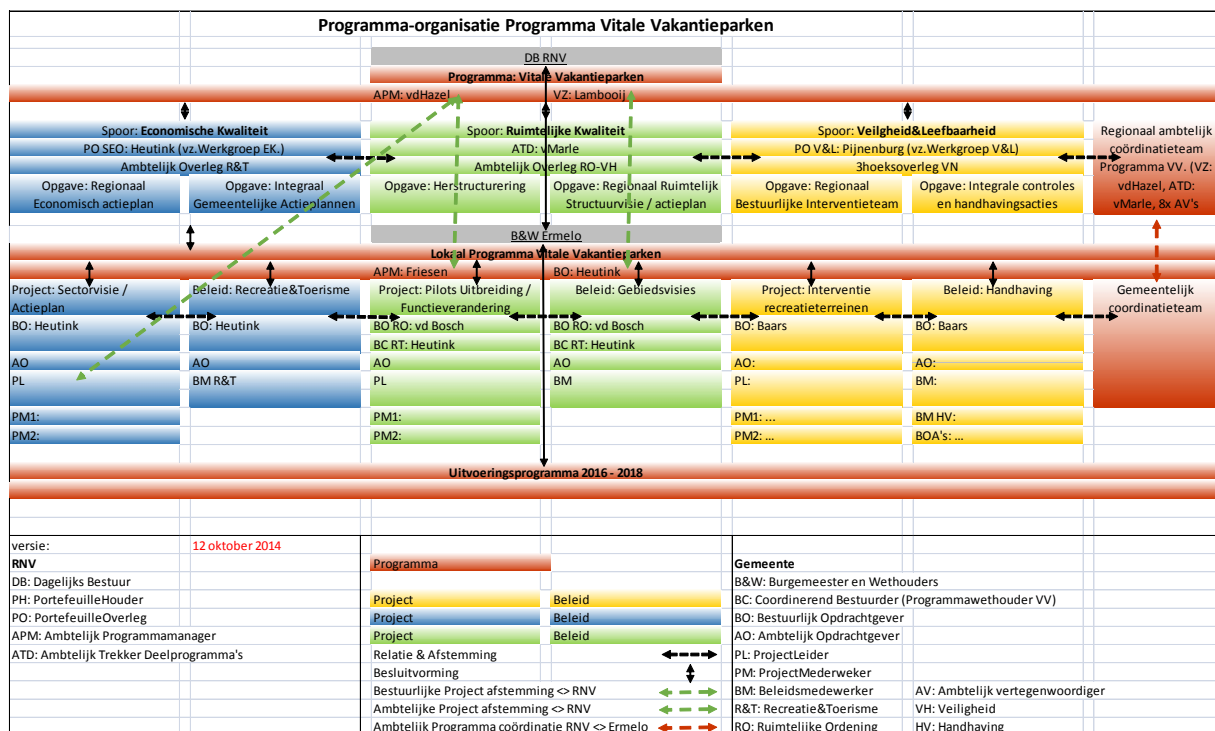 Programma-organisatie Programma Vitale Vakantieparken
DB RNV
Programma: Vitale Vakantieparken
APM: vdHazel
VZ: Lambooij
Spoor: Economische Kwaliteit
PO SEO: Heutink (vz.Werkgroep EK.)
Ambtelijk Overleg R&T
Opgave: Regionaal
Economisch actieplan
Opgave: Integraal
Gemeentelijke Actieplannen
Spoor: Ruimtelijke Kwaliteit
ATD: vMarle
Ambtelijk Overleg RO-VH
Opgave: Herstructurering
Opgave: Regionaal Ruimtelijk
Structuurvisie / actieplan
Spoor: Veilgheid&Leefbaarheid
PO V&L: Pijnenburg (vz.Werkgroep V&L)
3hoeksoverleg VN
Opgave: Regionaal
Bestuurlijke Interventieteam
Opgave: Integrale controles
en handhavingsacties
Regionaal ambtelijk
coördinatieteam
Programma VV. (VZ:
vdHazel, ATD:
vMarle, 8x AV's
B&W Ermelo
Lokaal Programma Vitale Vakantieparken
APM: Friesen
BO: Heutink
Project: Sectorvisie /
Actieplan
BO: Heutink
AO
PL
PM1:
PM2:
Beleid: Recreatie&Toerisme
BO: Heutink
AO
BM R&T
Project: Pilots Uitbreiding /
Functieverandering
BO RO: vd Bosch
BC RT: Heutink
AO
PL
PM1:
PM2:
Beleid: Gebiedsvisies
BO RO: vd Bosch
BC RT: Heutink
AO
BM
Project: Interventie
recreatieterreinen
BO: Baars
AO:
PL:
PM1: ...
PM2: ...
Beleid: Handhaving
BO: Baars
AO:
BM:
BM HV:
BOA's: ...
Gemeentelijk
coordinatieteam
Uitvoeringsprogramma 2016 - 2018
versie:
12 oktober 2014
RNV
DB: Dagelijks Bestuur
PH: PortefeuilleHouder
PO: PortefeuilleOverleg
APM: Ambtelijk Programmamanager
ATD: Ambtelijk Trekker Deelprogramma's
Programma
Project
Beleid
Project
Beleid
Project
Beleid
Relatie & Afstemming
Besluitvorming
Bestuurlijke Project afstemming <> RNV
Ambtelijke Project afstemming <> RNV
Ambtelijk Programma coördinatie RNV <> Ermelo
Gemeente
B&W: Burgemeester en Wethouders
BC: Coordinerend Bestuurder (Programmawethouder VV)
BO: Bestuurlijk Opdrachtgever
AO: Ambtelijk Opdrachtgever
PL: ProjectLeider
PM: ProjectMederweker
BM: Beleidsmedewerker
AV: Ambtelijk vertegenwoordiger
R&T: Recreatie&Toerisme
VH: Veiligheid
RO: Ruimtelijke Ordening
HV: Handhaving